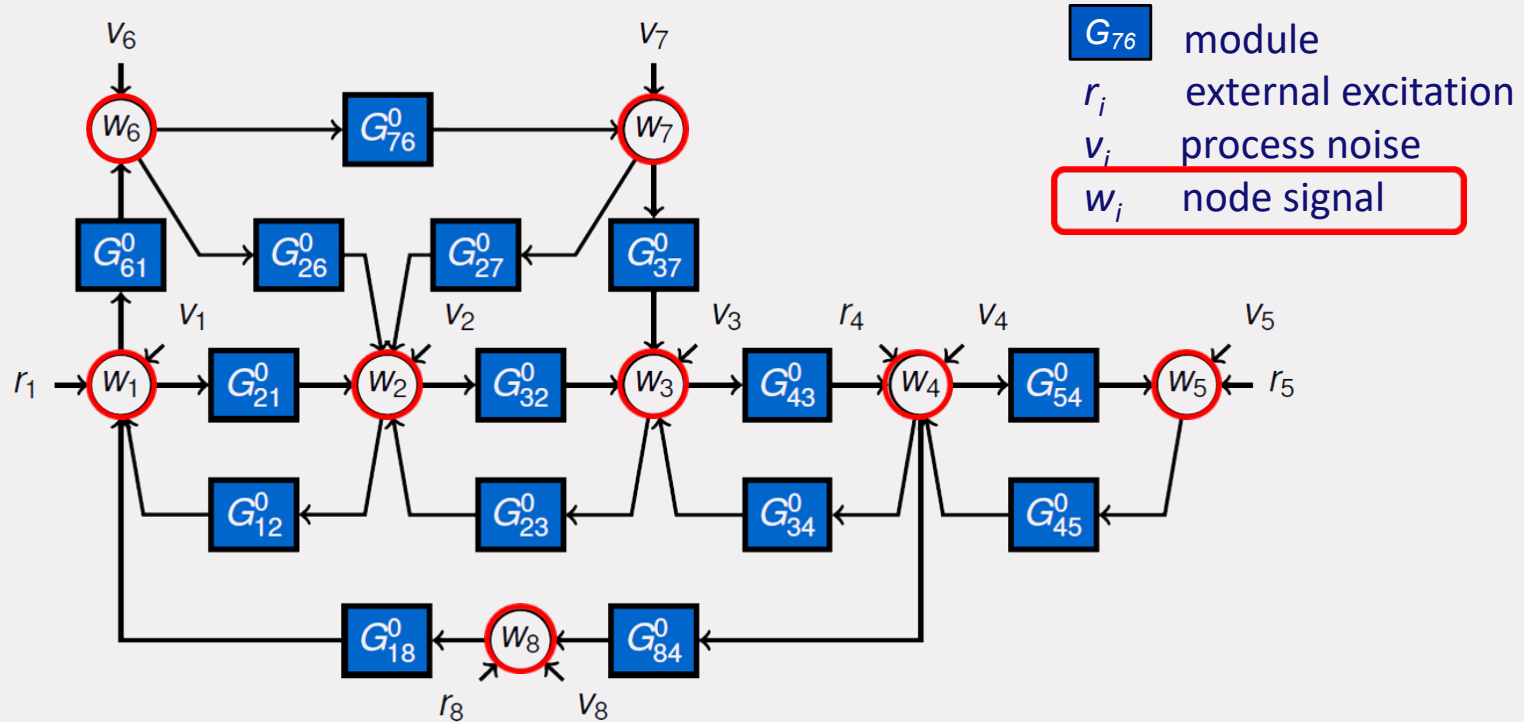 v₆ v₇
G₇₆ module
rᵢ external excitation
vᵢ process noise
wᵢ node signal
w₆ G⁰₇₆ w₇
G⁰₆₁ G⁰₂₆ G⁰₂₇ G⁰₃₇
v₁ v₂ v₃ r₄ v₄ v₅
r₁ w₁ G⁰₂₁ w₂ G⁰₃₂ w₃ G⁰₄₃ w₄ G⁰₅₄ w₅ r₅
G⁰₁₂ G⁰₂₃ G⁰₃₄ G⁰₄₅
G⁰₁₈ w₈ G⁰₈₄
r₈ v₈